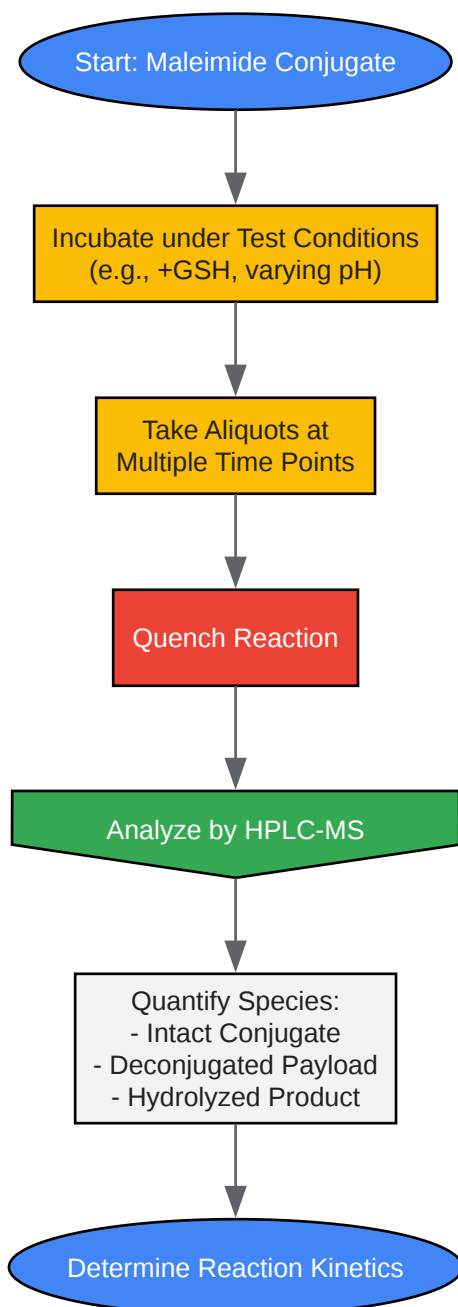 Start: Maleimide Conjugate
Incubate under Test Conditions
(e.g., +GSH, varying pH)
Take Aliquots at
Multiple Time Points
Quench Reaction
Analyze by HPLC-MS
Quantify Species:
- Intact Conjugate
- Deconjugated Payload
- Hydrolyzed Product
Determine Reaction Kinetics